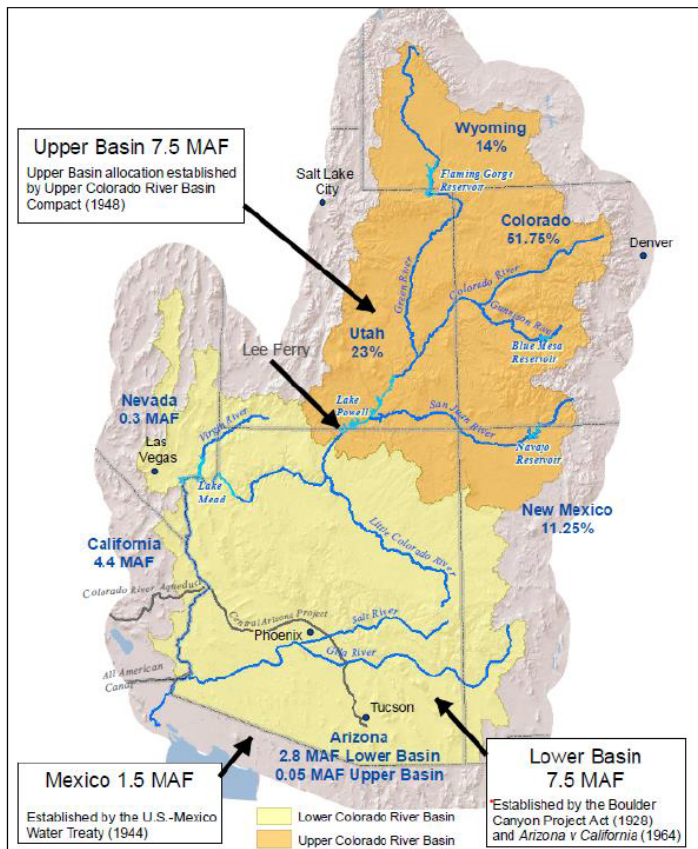 Upper Basin 7.5 MAF
Upper Basin allocation established
by Upper Colorado River Basin
Compact (1948)
Wyoming
14%
Flaming Gorge
Reservoir
Salt Lake
City
Colorado
51.75%
Denver
Green River
Colorado River
Gunnison River
Blue Mesa
Reservoir
Utah
23%
Lee Ferry
Lake
Powell
San Juan River
Navajo
Reservoir
Nevada
0.3 MAF
Virgin River
Las
Vegas
Lake
Mead
New Mexico
11.25%
California
4.4 MAF
Little Colorado River
Colorado River Aqueduct
Central Arizona Project
Phoenix
Salt River
Gila River
All American
Canal
Tucson
Arizona
2.8 MAF Lower Basin
0.05 MAF Upper Basin
Mexico 1.5 MAF
Established by the U.S.-Mexico
Water Treaty (1944)
Lower Basin
7.5 MAF
*Established by the Boulder
Canyon Project Act (1928)
and Arizona v California (1964)
Lower Colorado River Basin
Upper Colorado River Basin